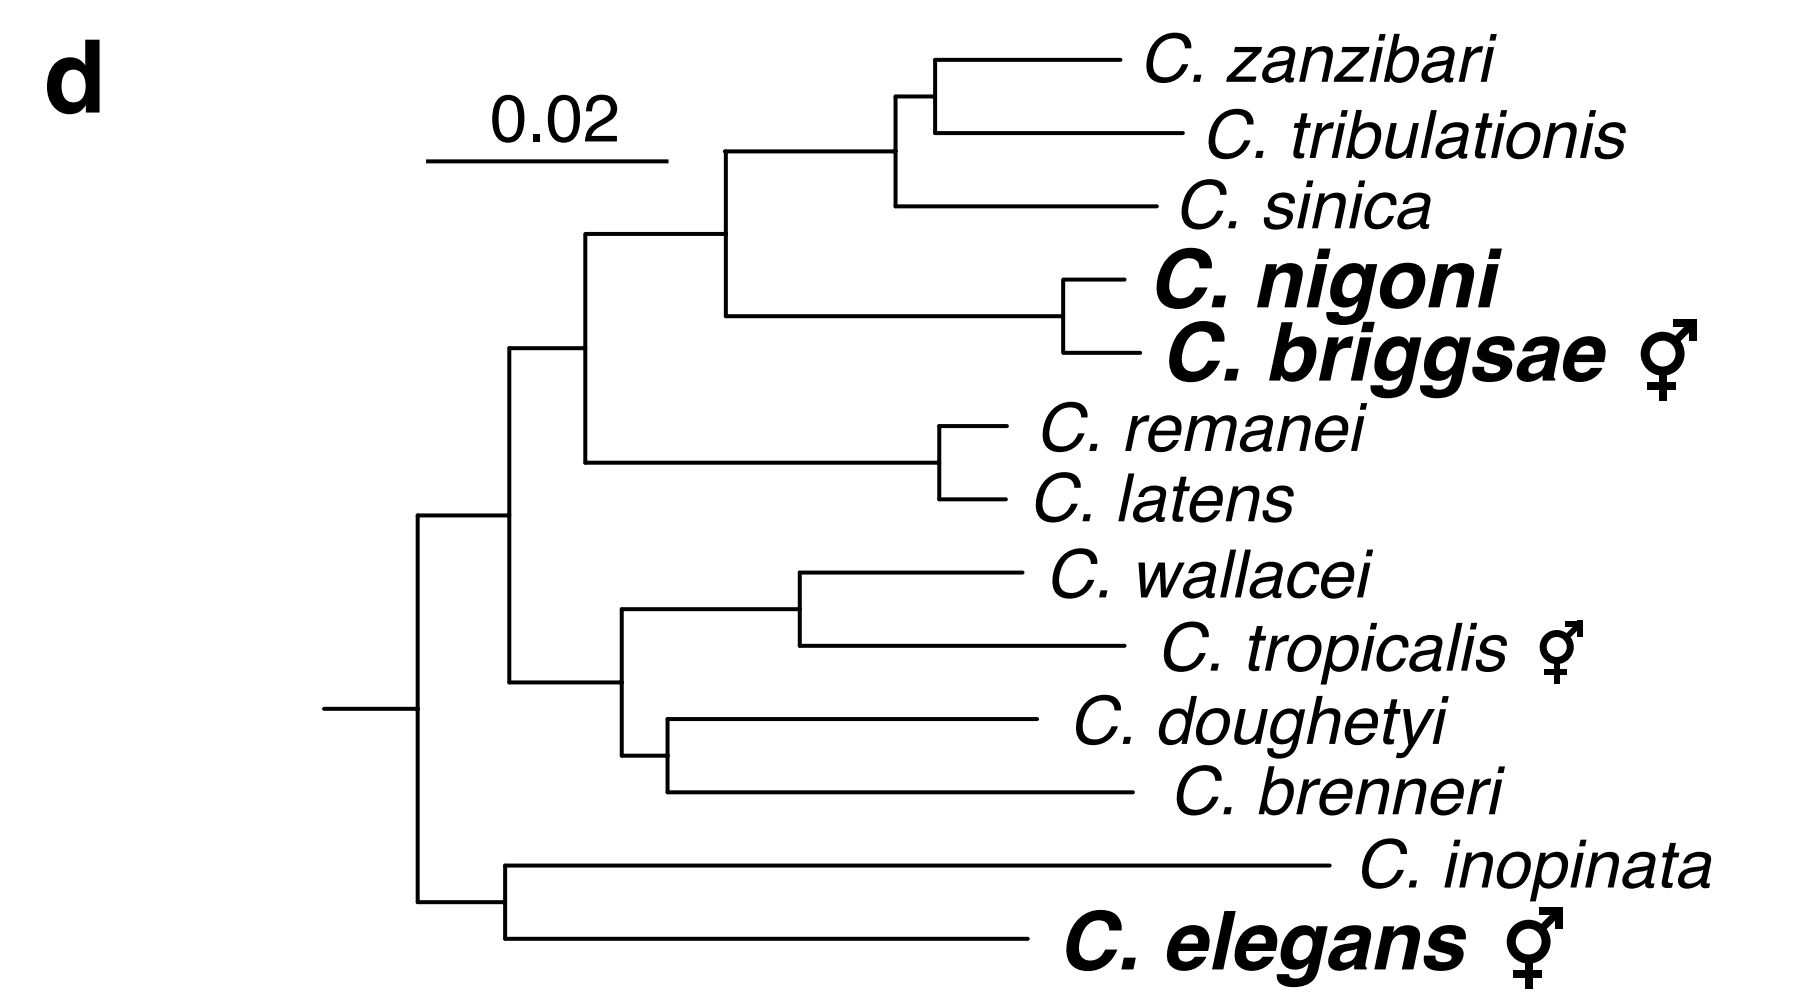 d
0.02
C. zanzibari
C. tribulationis
C. sinica
C. nigoni
C. briggsae ⚥
C. remanei
C. latens
C. wallacei
C. tropicalis ⚥
C. doughetyi
C. brenneri
C. inopinata
C. elegans ⚥